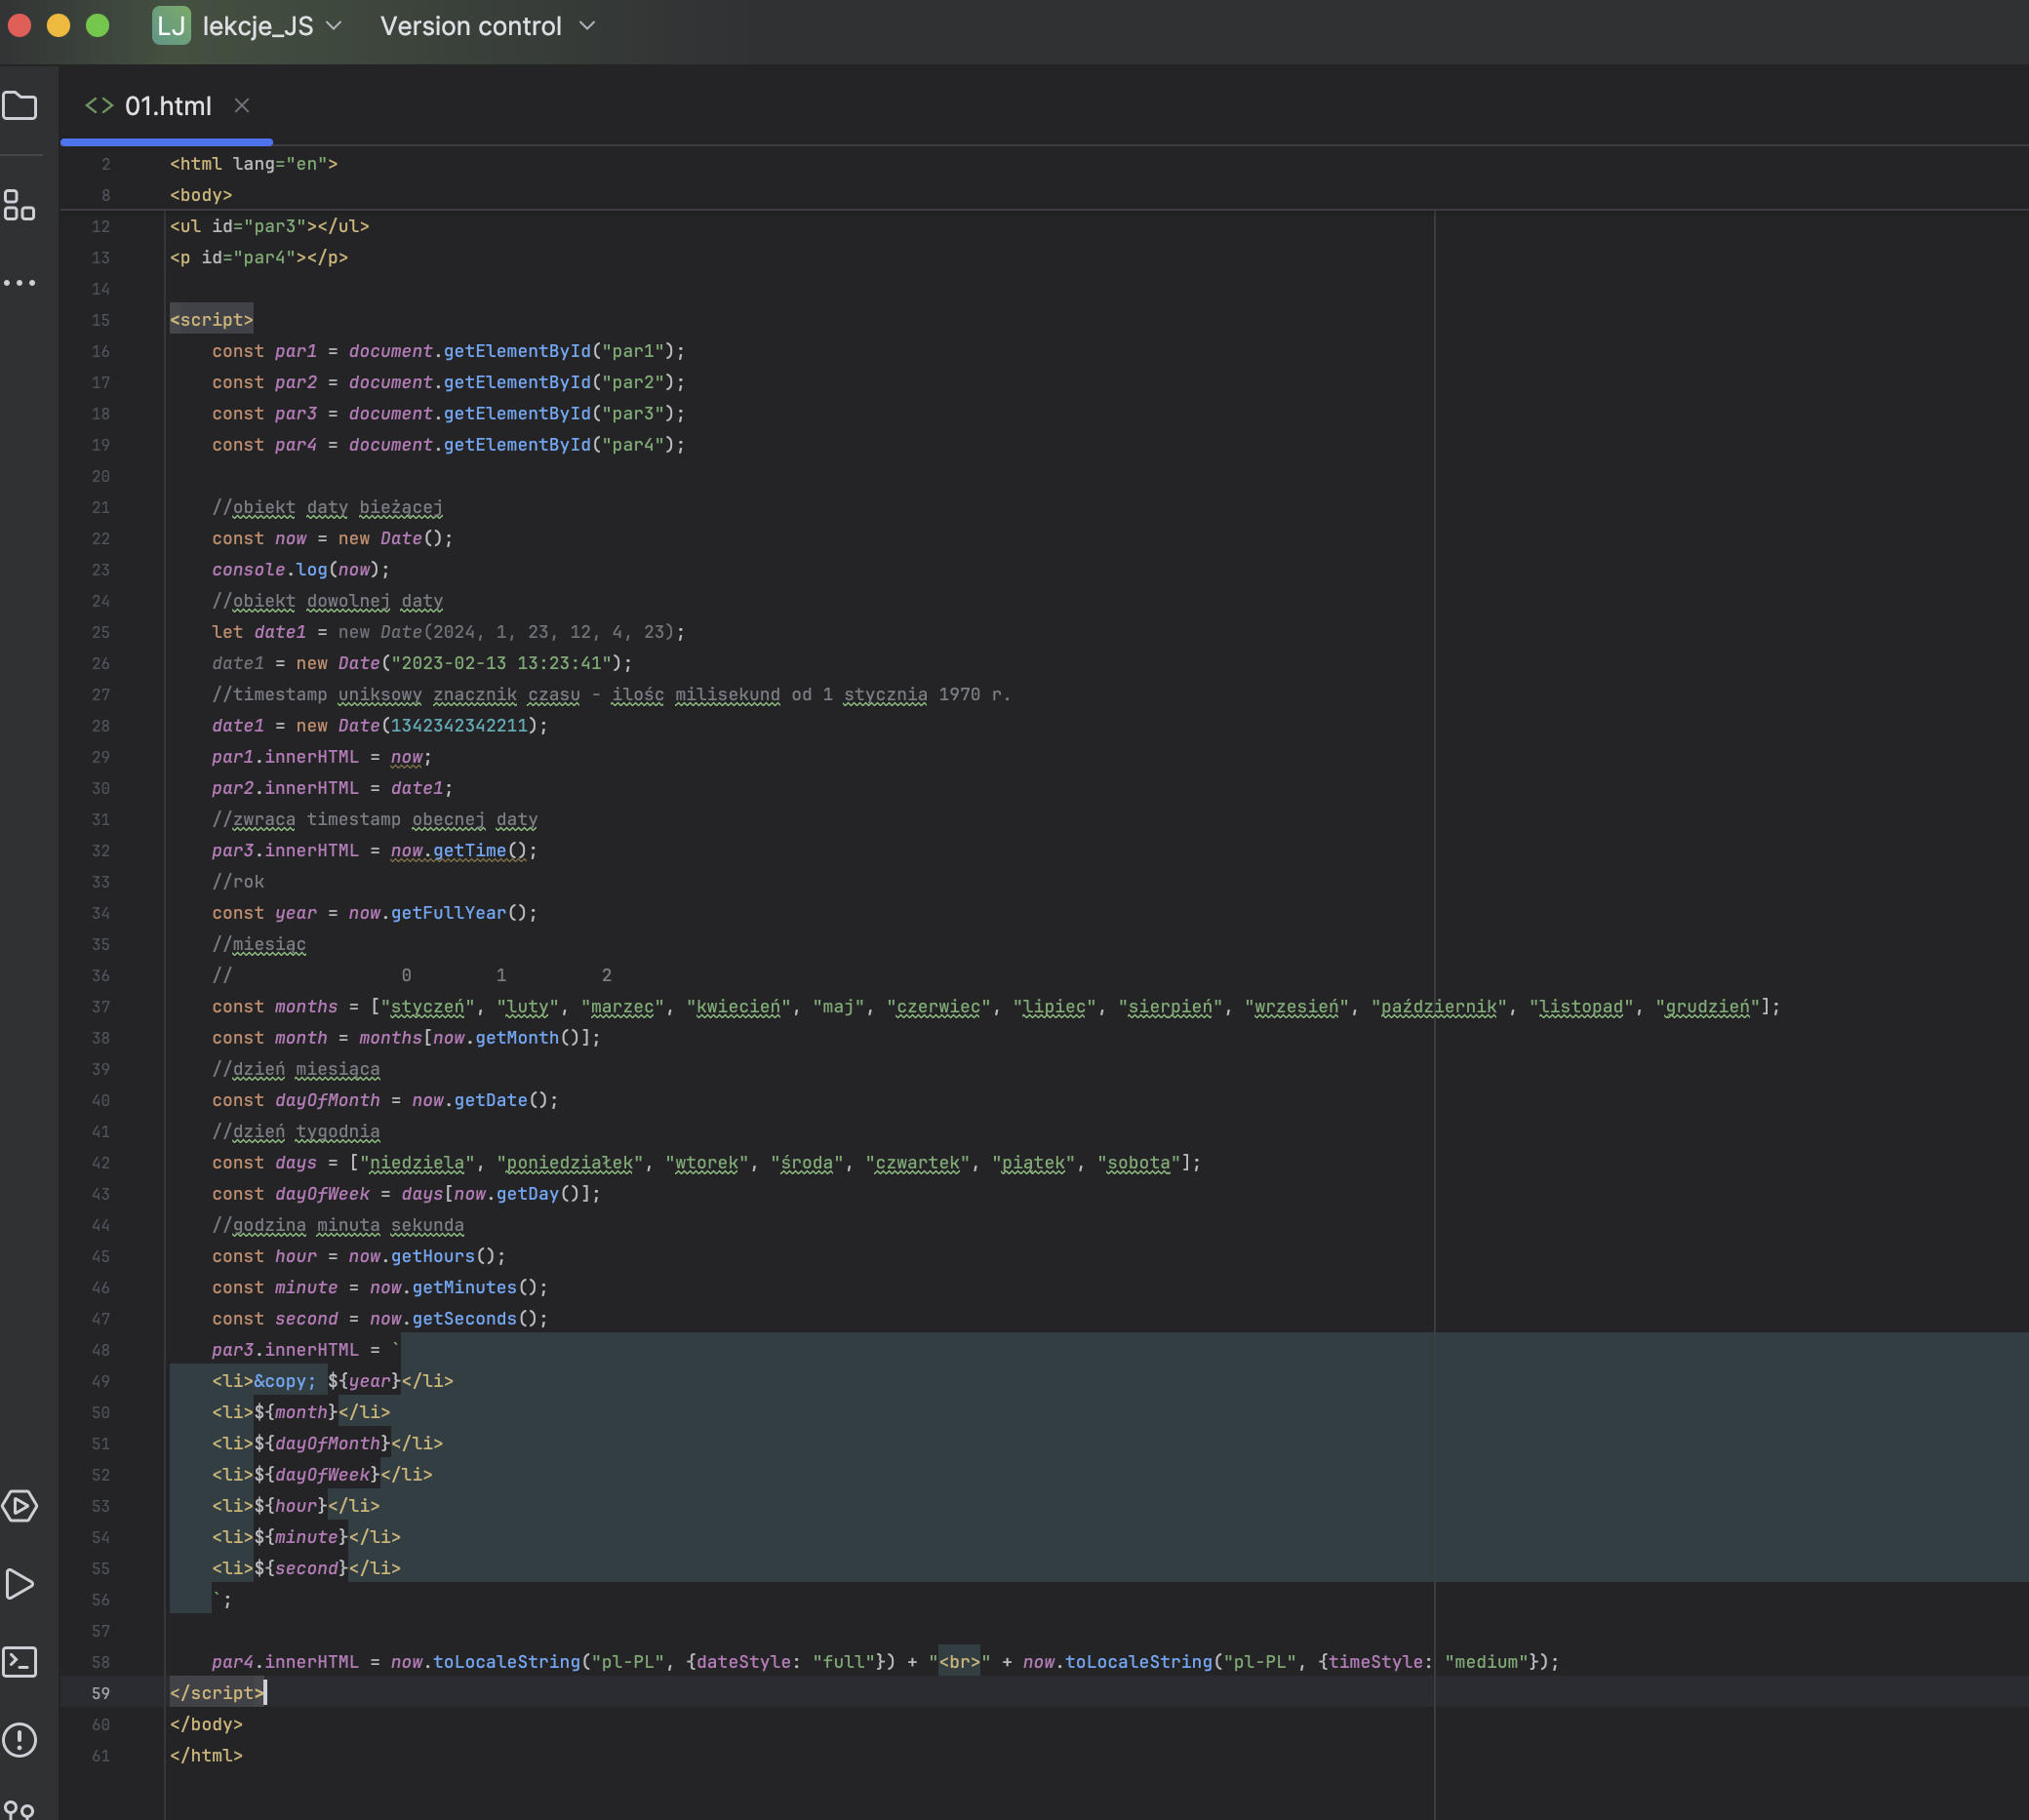 LJ lekcje_JS Version control
01.html
2 <html lang="en">
8 <body>
12 <ul id="par3"></ul>
13 <p id="par4"></p>
14
15 <script>
16 const par1 = document.getElementById("par1");
17 const par2 = document.getElementById("par2");
18 const par3 = document.getElementById("par3");
19 const par4 = document.getElementById("par4");
20
21 //obiekt daty bieżącej
22 const now = new Date();
23 console.log(now);
24 //obiekt dowolnej daty
25 let date1 = new Date(2024, 1, 23, 12, 4, 23);
26 date1 = new Date("2023-02-13 13:23:41");
27 //timestamp uniksowy znacznik czasu - ilośc milisekund od 1 stycznia 1970 r.
28 date1 = new Date(1342342342211);
29 par1.innerHTML = now;
30 par2.innerHTML = date1;
31 //zwraca timestamp obecnej daty
32 par3.innerHTML = now.getTime();
33 //rok
34 const year = now.getFullYear();
35 //miesiąc
36 // 0 1 2
37 const months = ["styczeń", "luty", "marzec", "kwiecień", "maj", "czerwiec", "lipiec", "sierpień", "wrzesień", "październik", "listopad", "grudzień"];
38 const month = months[now.getMonth()];
39 //dzień miesiąca
40 const dayOfMonth = now.getDate();
41 //dzień tygodnia
42 const days = ["niedziela", "poniedziałek", "wtorek", "środa", "czwartek", "piątek", "sobota"];
43 const dayOfWeek = days[now.getDay()];
44 //godzina minuta sekunda
45 const hour = now.getHours();
46 const minute = now.getMinutes();
47 const second = now.getSeconds();
48 par3.innerHTML = `
49 <li>&copy; ${year}</li>
50 <li>${month}</li>
51 <li>${dayOfMonth}</li>
52 <li>${dayOfWeek}</li>
53 <li>${hour}</li>
54 <li>${minute}</li>
55 <li>${second}</li>
56 `;
57
58 par4.innerHTML = now.toLocaleString("pl-PL", {dateStyle: "full"}) + "<br>" + now.toLocaleString("pl-PL", {timeStyle: "medium"});
59 </script>
60 </body>
61 </html>